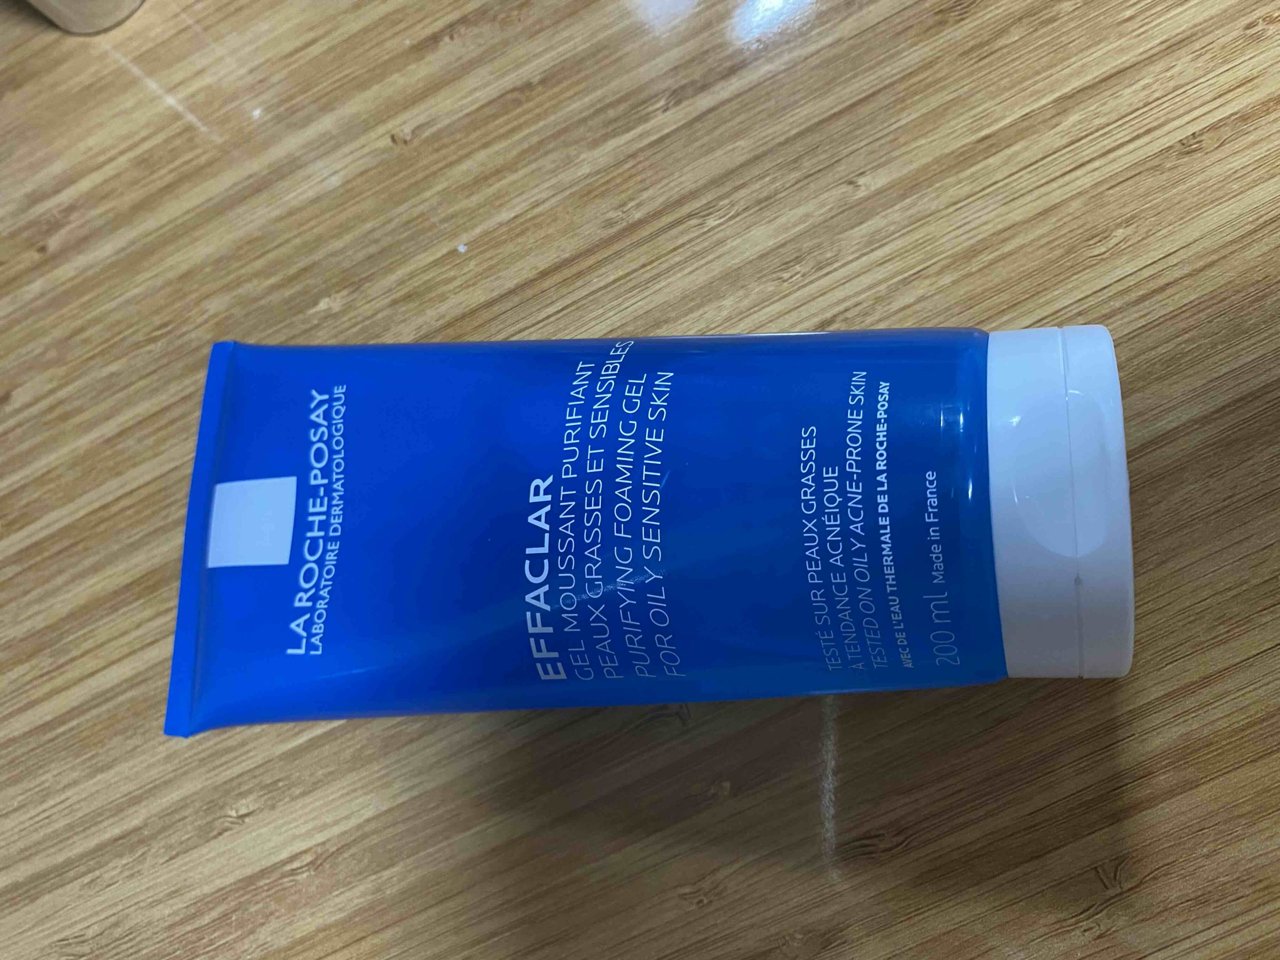 LA ROCHE-POSAY
LABORATOIRE DERMATOLOGIQUE
EFFACLAR
GEL MOUSSANT PURIFIANT
PEAUX GRASSES ET SENSIBLES
PURIFYING FOAMING GEL
FOR OILY SENSITIVE SKIN
TESTÉ SUR PEAUX GRASSES
À TENDANCE ACNÉIQUE
TESTED ON OILY ACNE-PRONE SKIN
AVEC DE L'EAU THERMALE DE LA ROCHE-POSAY
200 ml Made in France